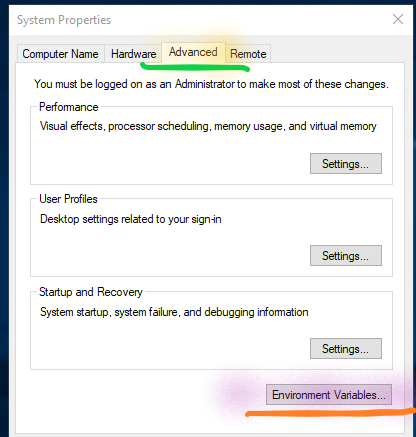 System Properties
Computer Name Hardware Advanced Remote
You must be logged on as an Administrator to make most of these changes.
Performance
Visual effects, processor scheduling, memory usage, and virtual memory
Settings...
User Profiles
Desktop settings related to your sign-in
Settings...
Startup and Recovery
System startup, system failure, and debugging information
Settings...
Environment Variables...